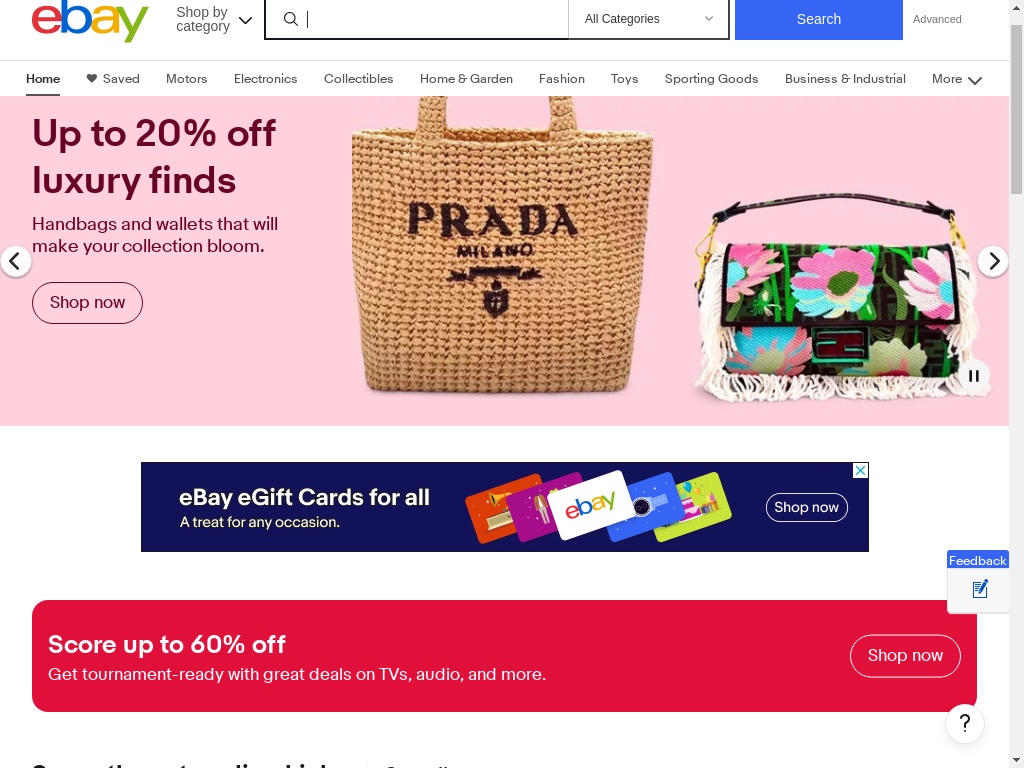 ebay
Shop by
category
All Categories
Search
Advanced
Home
Saved
Motors
Electronics
Collectibles
Home & Garden
Fashion
Toys
Sporting Goods
Business & Industrial
More
Up to 20% off
luxury finds
Handbags and wallets that will
make your collection bloom.
Shop now
PRADA
MILANO
eBay eGift Cards for all
A treat for any occasion.
ebay
Shop now
Feedback
Score up to 60% off
Get tournament-ready with great deals on TVs, audio, and more.
Shop now
?